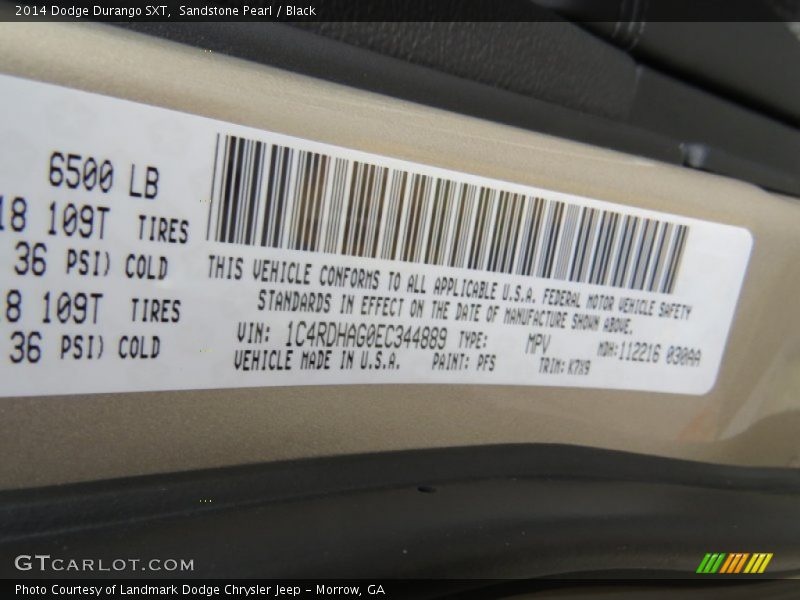 2014 Dodge Durango SXT,  Sandstone Pearl / Black
6500 LB
18 109T TIRES
36 PSI) COLD
8 109T TIRES
36 PSI) COLD
THIS VEHICLE CONFORMS TO ALL APPLICABLE U.S.A. FEDERAL MOTOR VEHICLE SAFETY
STANDARDS IN EFFECT ON THE DATE OF MANUFACTURE SHOWN ABOVE.
VIN: 1C4RDHAG0EC344889 TYPE: MPV MDH:112216 030AA
VEHICLE MADE IN U.S.A. PAINT: PFS TRIM: K7X9
GTCARLOT.COM
Photo Courtesy of Landmark Dodge Chrysler Jeep - Morrow, GA